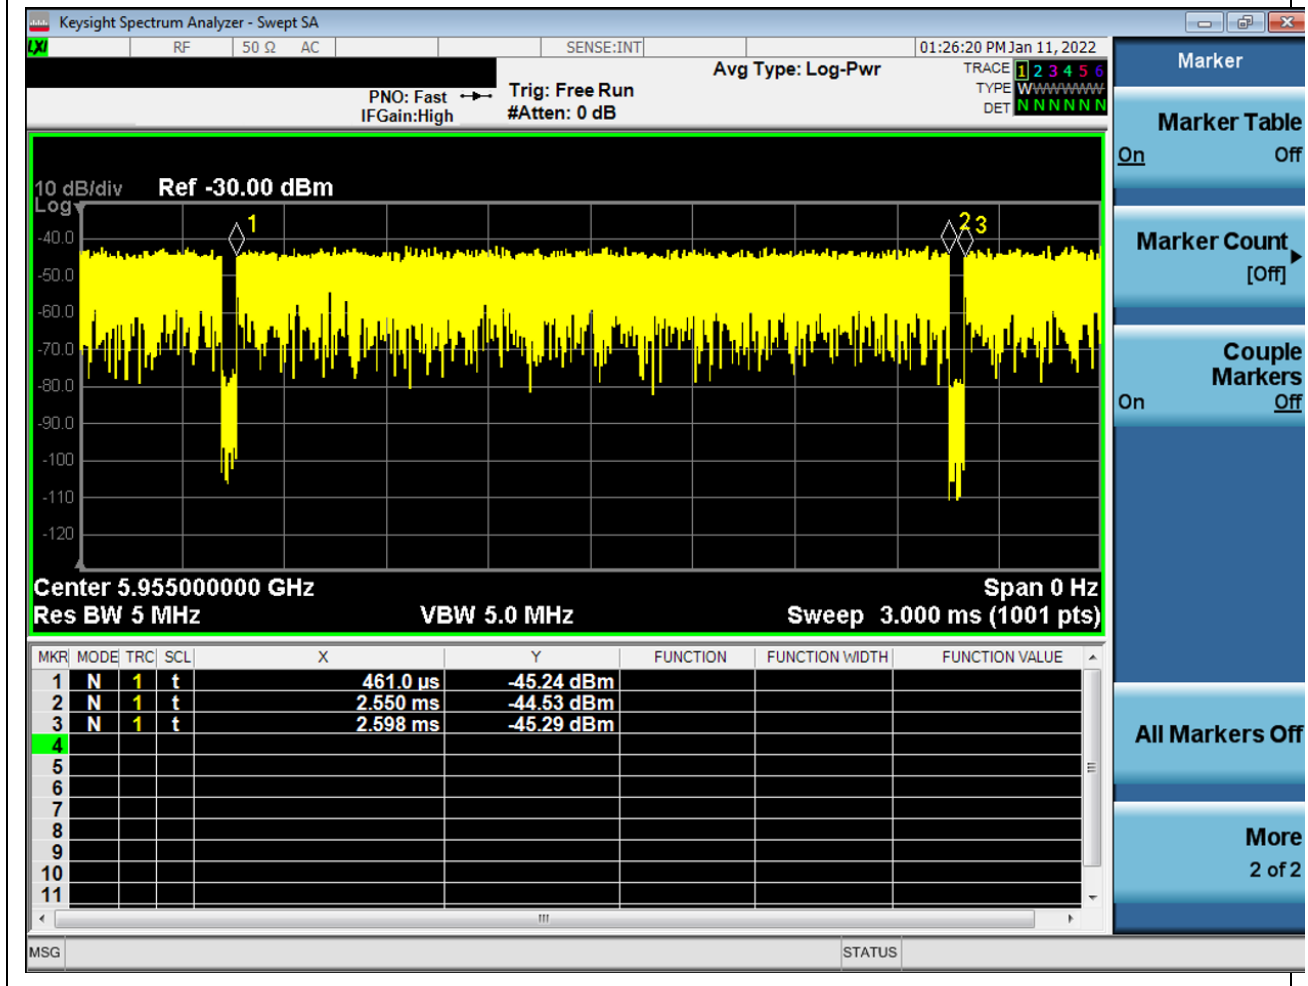 Keysight Spectrum Analyzer - Swept SA
LXI RF 50 Ω AC SENSE:INT 01:26:20 PM Jan 11, 2022
Marker
Avg Type: Log-Pwr
TRACE 1 2 3 4 5 6
TYPE W W W W W W
DET N N N N N N
PNO: Fast
IFGain:High
Trig: Free Run
#Atten: 0 dB
10 dB/div Ref -30.00 dBm
Log
-40.0
-50.0
-60.0
-70.0
-80.0
-90.0
-100
-110
-120
1
2 3
Center 5.955000000 GHz Span 0 Hz
Res BW 5 MHz VBW 5.0 MHz Sweep 3.000 ms (1001 pts)
MKR MODE TRC SCL X Y FUNCTION FUNCTION WIDTH FUNCTION VALUE
1 N 1 t 461.0 µs -45.24 dBm
2 N 1 t 2.550 ms -44.53 dBm
3 N 1 t 2.598 ms -45.29 dBm
4
5
6
7
8
9
10
11
MSG STATUS
Marker Table
On Off
Marker Count
[Off]
Couple
Markers
On Off
All Markers Off
More
2 of 2